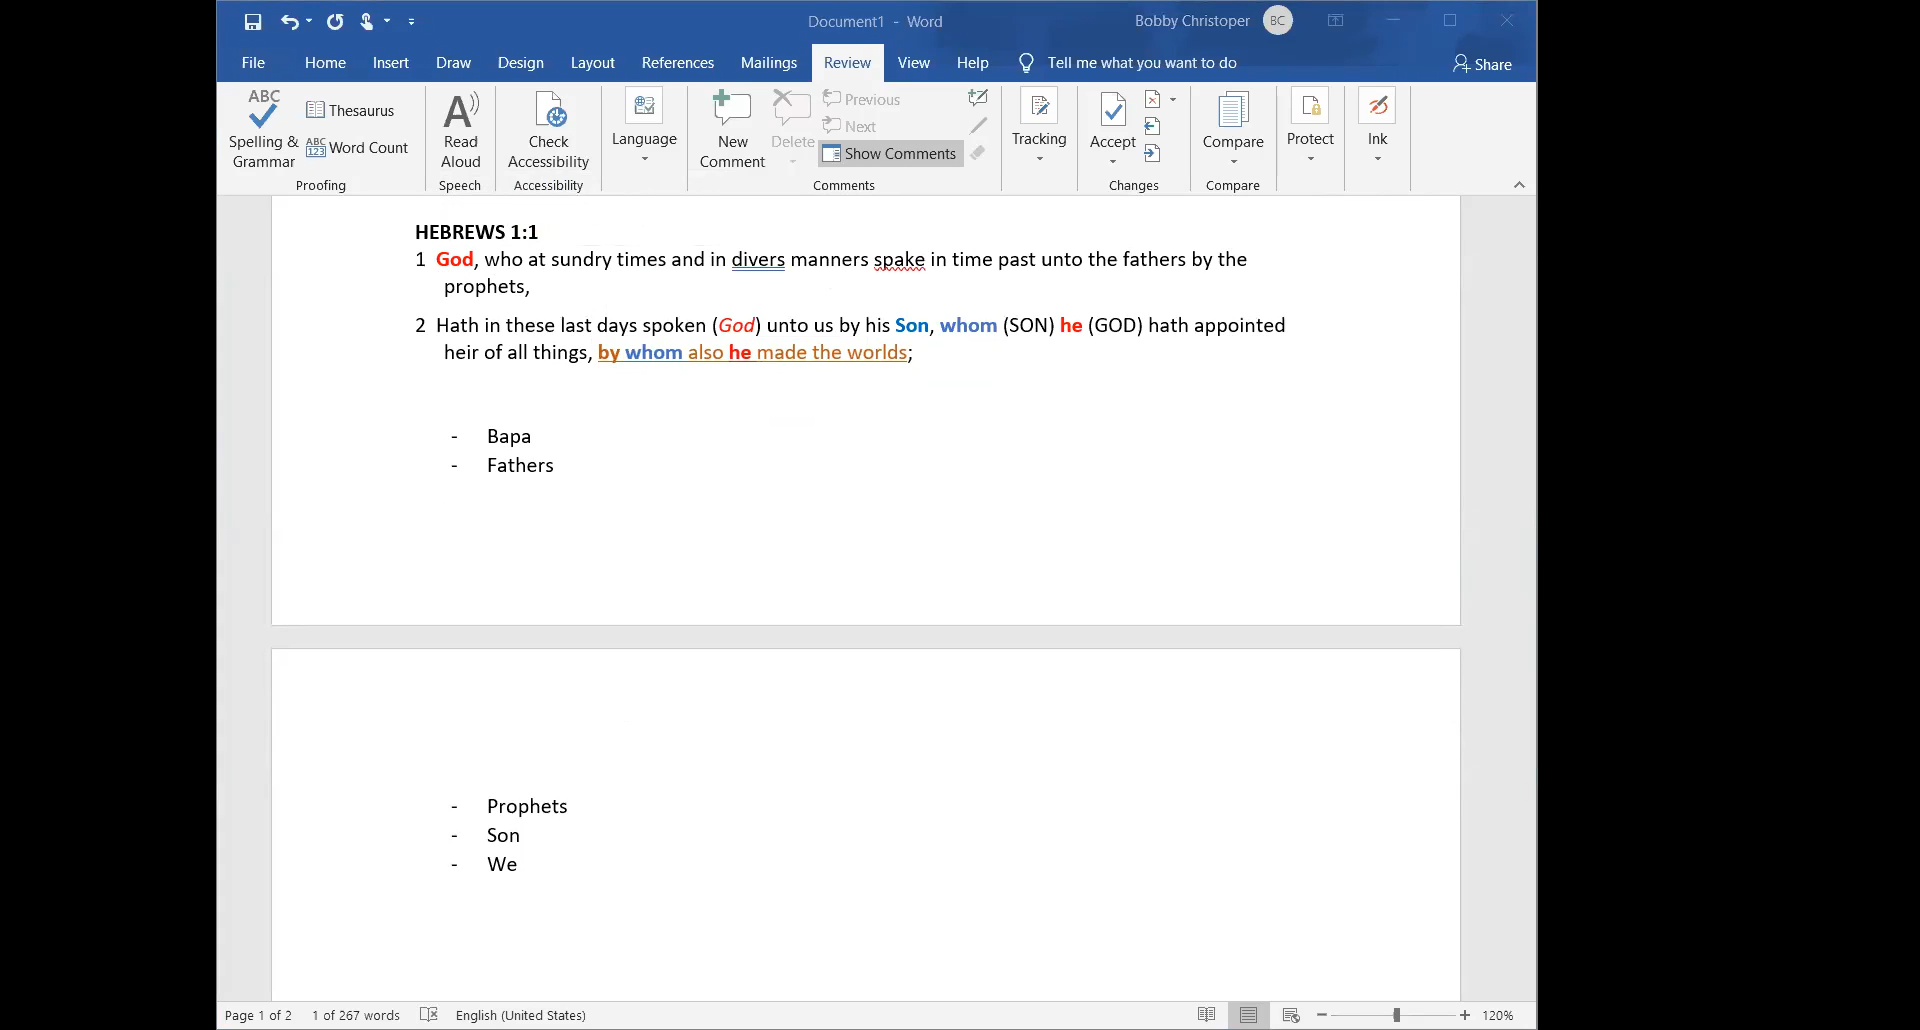 Document1 - Word
Bobby Christoper BC
File Home Insert Draw Design Layout References Mailings Review View Help Tell me what you want to do Share
ABC
Spelling &
Grammar
Thesaurus
ABC
123 Word Count
Proofing
A
Read
Aloud
Speech
Check
Accessibility
Accessibility
Language
New
Comment
Delete
Previous
Next
Show Comments
Comments
Tracking
Accept
Changes
Compare
Compare
Protect
Ink
HEBREWS 1:1
1 God, who at sundry times and in divers manners spake in time past unto the fathers by the
prophets,
2 Hath in these last days spoken (God) unto us by his Son, whom (SON) he (GOD) hath appointed
heir of all things, by whom also he made the worlds;
- Bapa
- Fathers
- Prophets
- Son
- We
Page 1 of 2 1 of 267 words English (United States) 120%